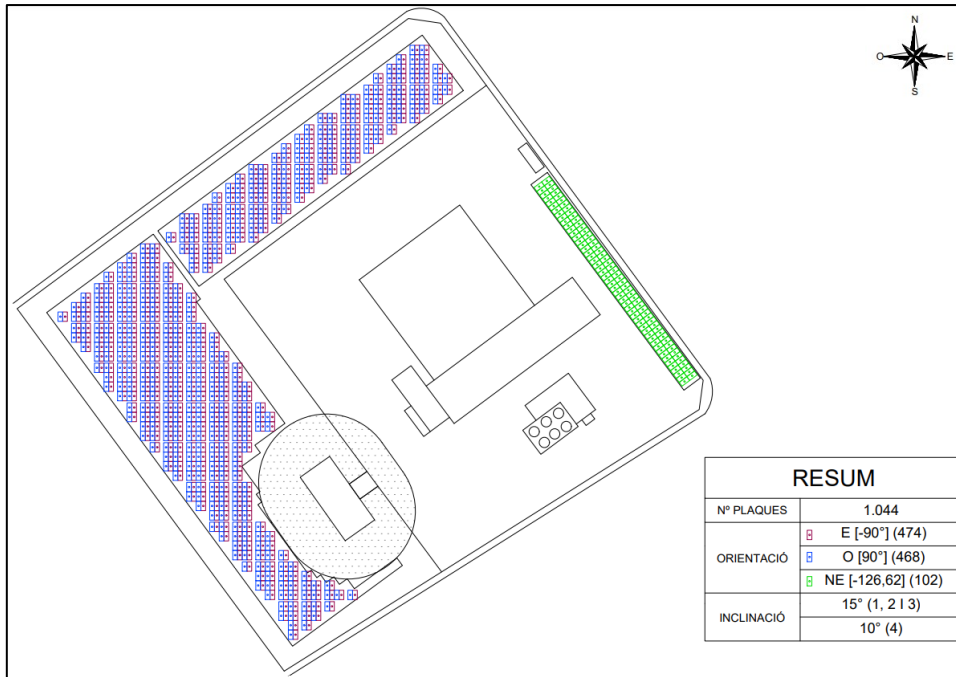 N
O E
S
RESUM
Nº PLAQUES 1.044
ORIENTACIÓ
E [-90°] (474)
O [90°] (468)
NE [-126,62] (102)
INCLINACIÓ
15° (1, 2 I 3)
10° (4)